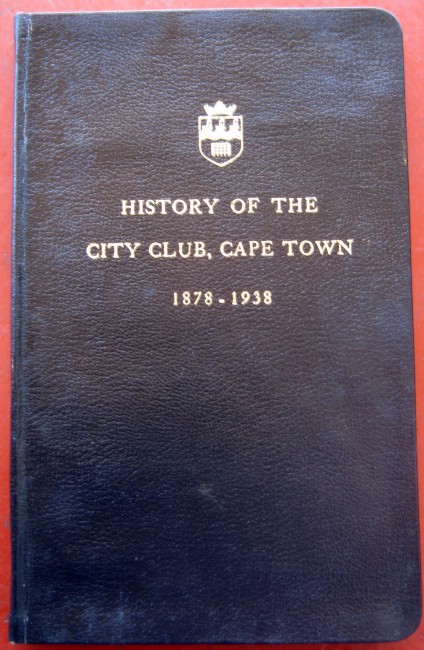 HISTORY OF THE
CITY CLUB, CAPE TOWN
1878-1938